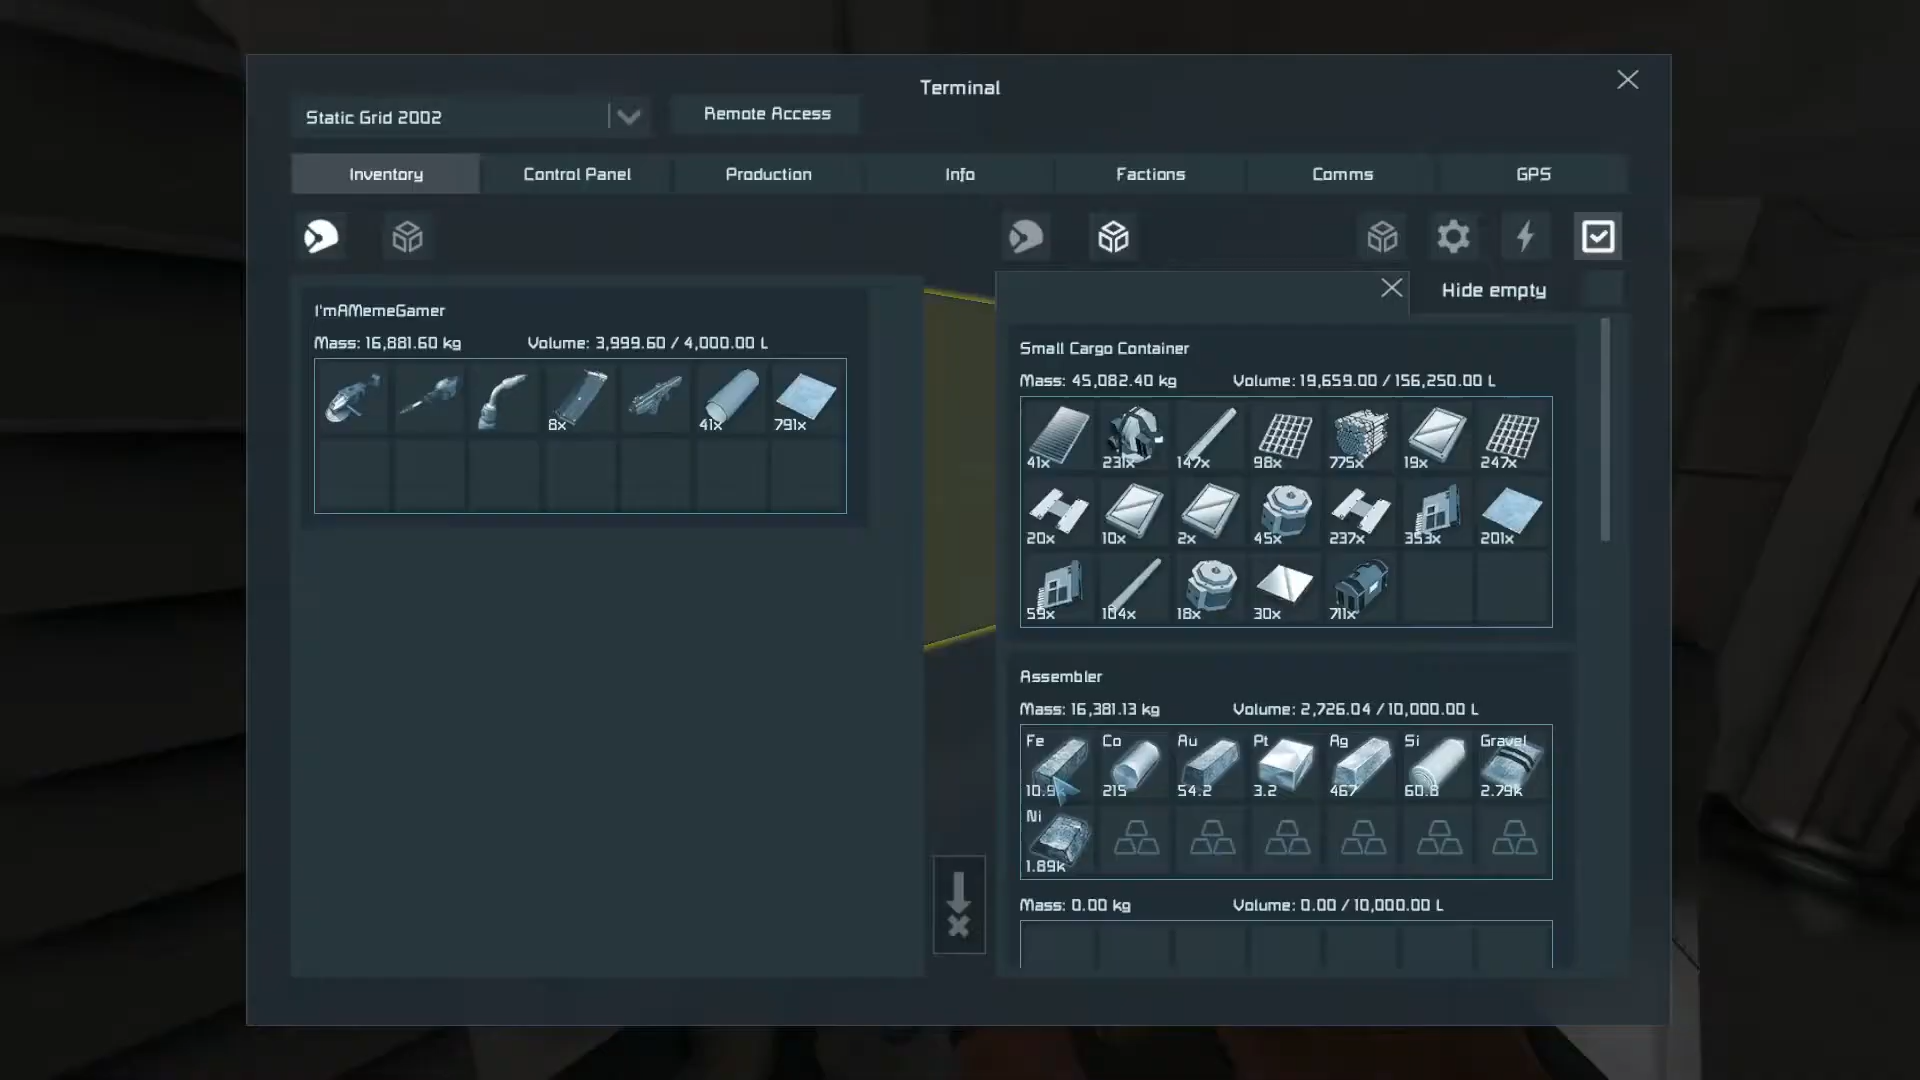 Terminal
Static Grid 2002
Remote Access
Inventory
Control Panel
Production
Info
Factions
Comms
GPS
Hide empty
I'mAMemeGamer
Mass: 16,881.60 kg
Volume: 3,999.60 / 4,000.00 L
8x
41x
791x
Small Cargo Container
Mass: 45,082.40 kg
Volume: 19,659.00 / 156,250.00 L
41x
231x
147x
98x
775x
19x
247x
20x
10x
2x
45x
237x
353x
201x
59x
104x
18x
30x
711x
Assembler
Mass: 16,381.13 kg
Volume: 2,726.04 / 10,000.00 L
Fe
Co
Au
Pt
Ag
Si
Gravel
215
54.2
3.2
467
60.8
2.79k
Ni
1.89k
Mass: 0.00 kg
Volume: 0.00 / 10,000.00 L